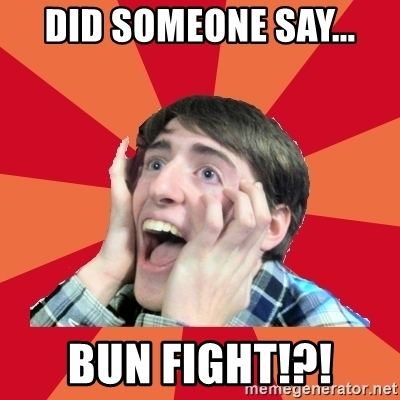 DID SOMEONE SAY...
BUN FIGHT!?!
memegenerator.net